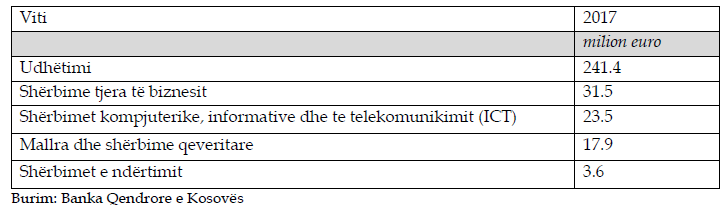 Viti 2017
milion euro
Udhëtimi 241.4
Shërbime tjera të biznesit 31.5
Shërbimet kompjuterike, informative dhe te telekomunikimit (ICT) 23.5
Mallra dhe shërbime qeveritare 17.9
Shërbimet e ndërtimit 3.6
Burim: Banka Qendrore e Kosovës